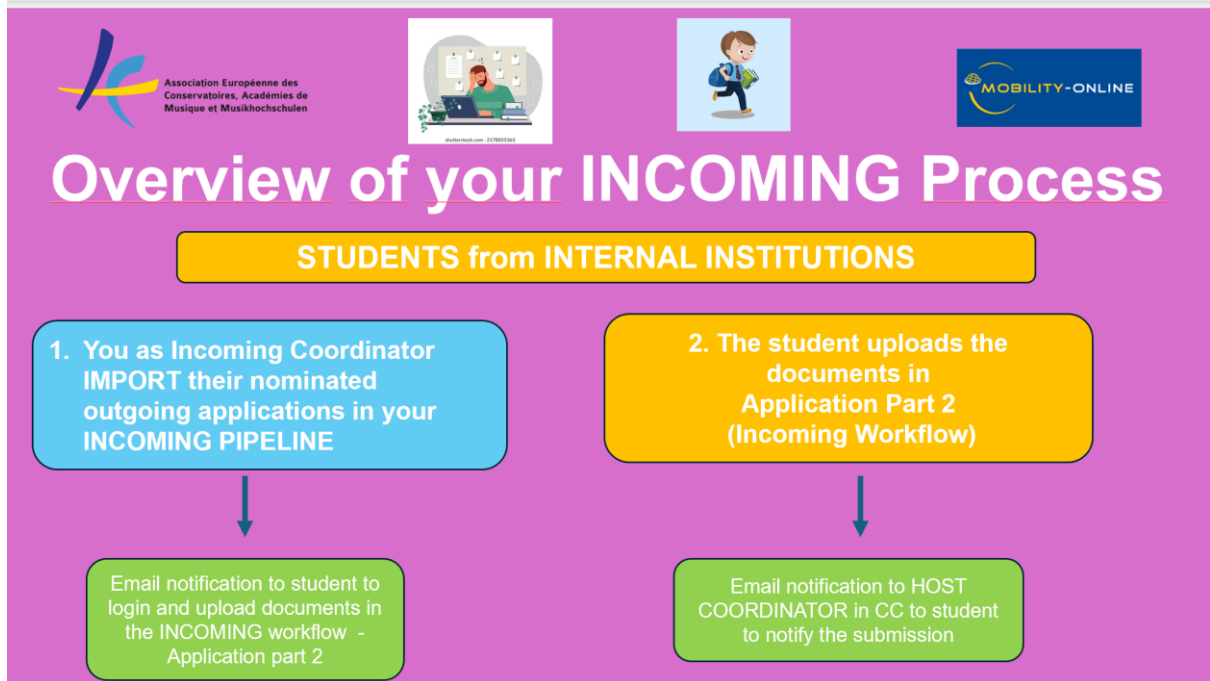 Association Européenne des
Conservatoires, Académies de
Musique et Musikhochschulen
shutterstock.com · 2178055363
MOBILITY-ONLINE
Overview of your INCOMING Process
STUDENTS from INTERNAL INSTITUTIONS
1. You as Incoming Coordinator
IMPORT their nominated
outgoing applications in your
INCOMING PIPELINE
2. The student uploads the
documents in
Application Part 2
(Incoming Workflow)
Email notification to student to
login and upload documents in
the INCOMING workflow -
Application part 2
Email notification to HOST
COORDINATOR in CC to student
to notify the submission